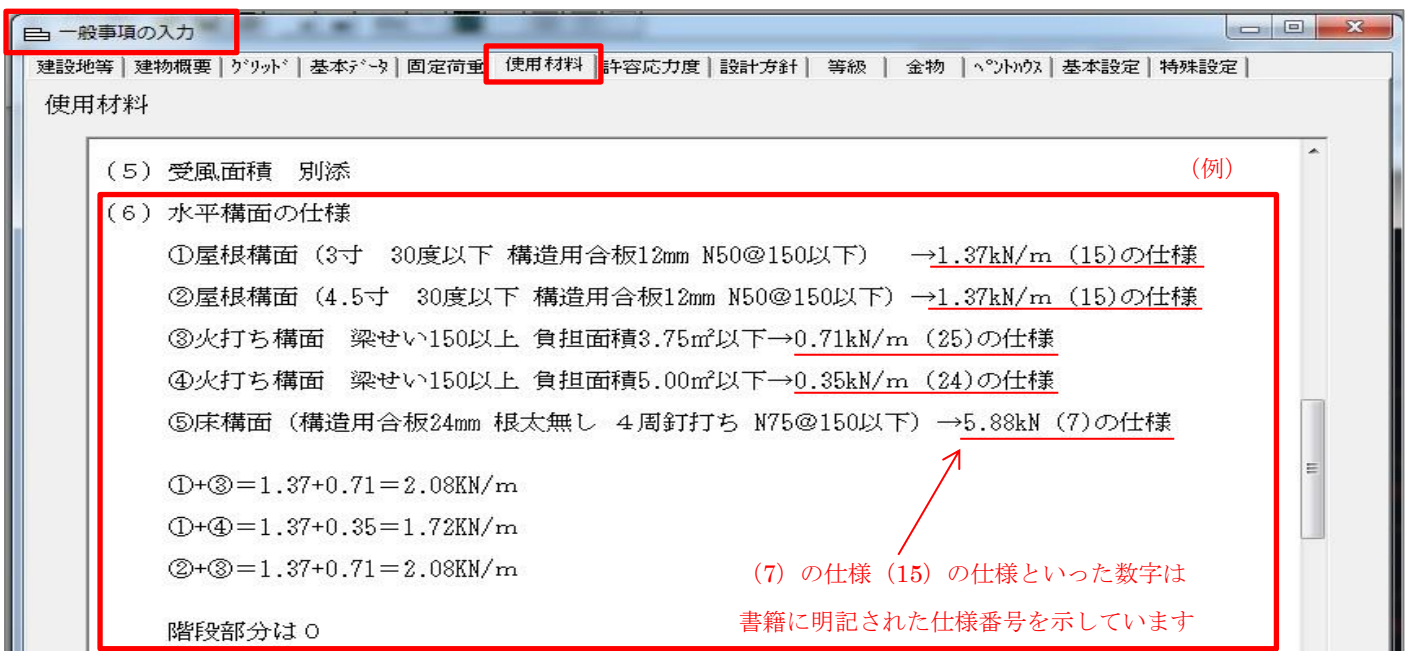 一般事項の入力
建設地等 建物概要 ｸﾞﾘｯﾄﾞ 基本ﾃﾞｰﾀ 固定荷重 使用材料 許容応力度 設計方針 等級 金物 ﾍﾟﾝﾄﾊｳｽ 基本設定 特殊設定
使用材料
（５）受風面積　別添
（例）
（６）水平構面の仕様
①屋根構面（3寸　30度以下 構造用合板12mm N50@150以下）　→1.37kN/ｍ（15)の仕様
②屋根構面（4.5寸　30度以下 構造用合板12mm N50@150以下）→1.37kN/ｍ（15)の仕様
③火打ち構面　梁せい150以上 負担面積3.75㎡以下→0.71kN/ｍ（25)の仕様
④火打ち構面　梁せい150以上 負担面積5.00㎡以下→0.35kN/ｍ（24)の仕様
⑤床構面（構造用合板24mm 根太無し ４周釘打ち N75@150以下）→5.88kN（7)の仕様
①+③＝1.37+0.71＝2.08KN/ｍ
①+④＝1.37+0.35＝1.72KN/ｍ
②+③＝1.37+0.71＝2.08KN/ｍ
（7）の仕様（15）の仕様といった数字は
書籍に明記された仕様番号を示しています
階段部分は０